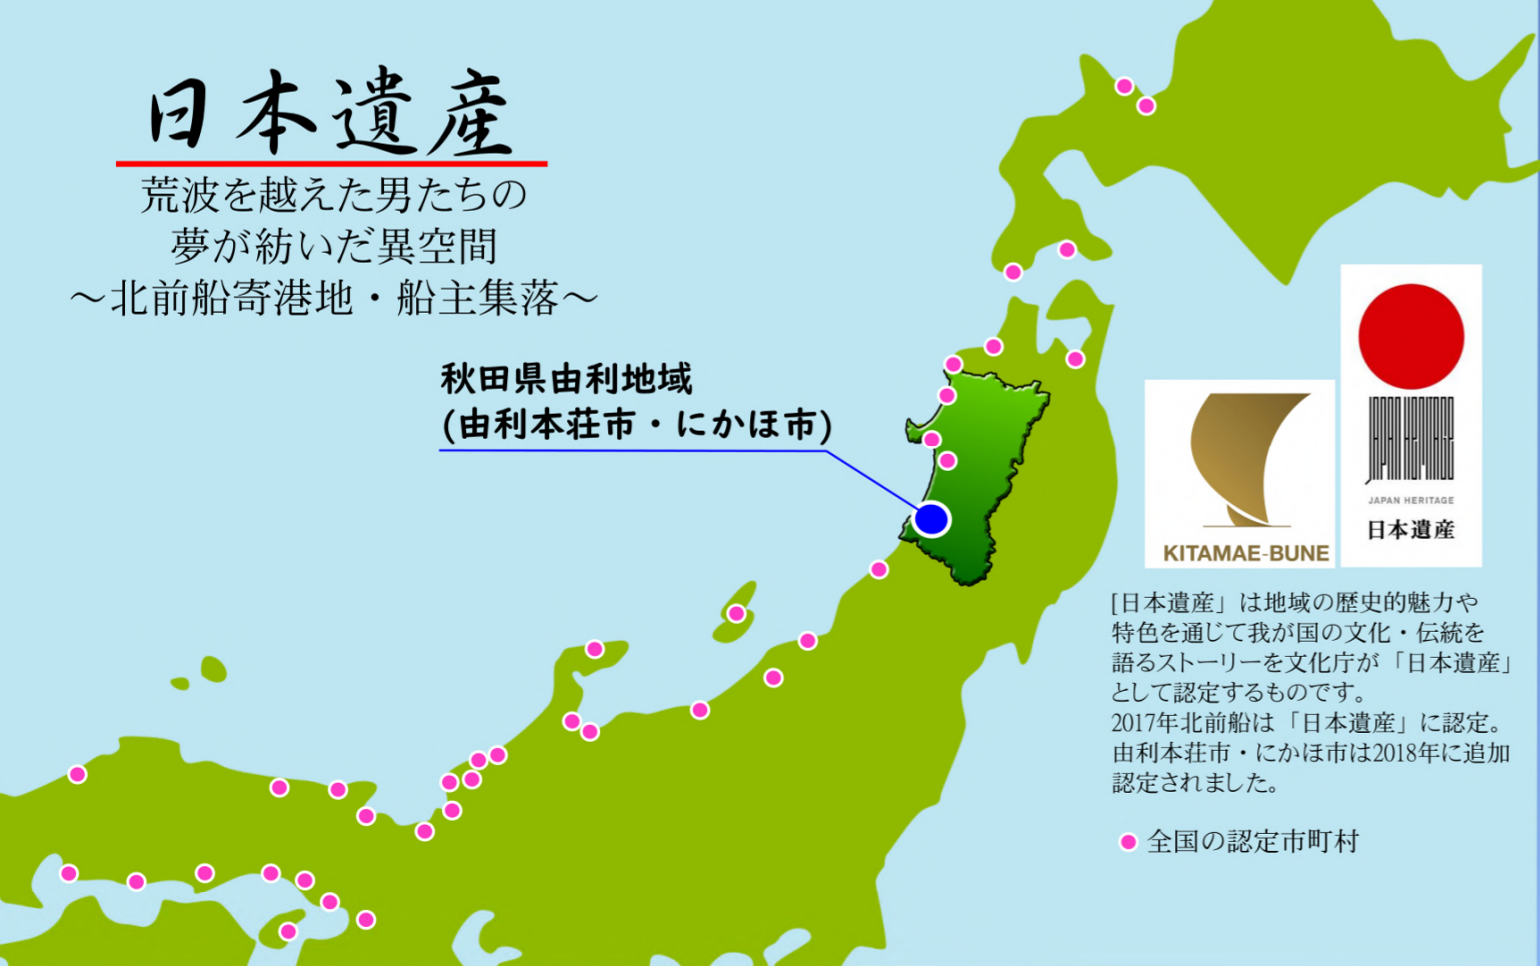 日本遺産
荒波を越えた男たちの
夢が紡いだ異空間
～北前船寄港地・船主集落～
秋田県由利地域
(由利本荘市・にかほ市)
KITAMAE-BUNE
JAPAN HERITAGE
JAPAN HERITAGE
日本遺産
[日本遺産」は地域の歴史的魅力や
特色を通じて我が国の文化・伝統を
語るストーリーを文化庁が「日本遺産」
として認定するものです。
2017年北前船は「日本遺産」に認定。
由利本荘市・にかほ市は2018年に追加
認定されました。
全国の認定市町村